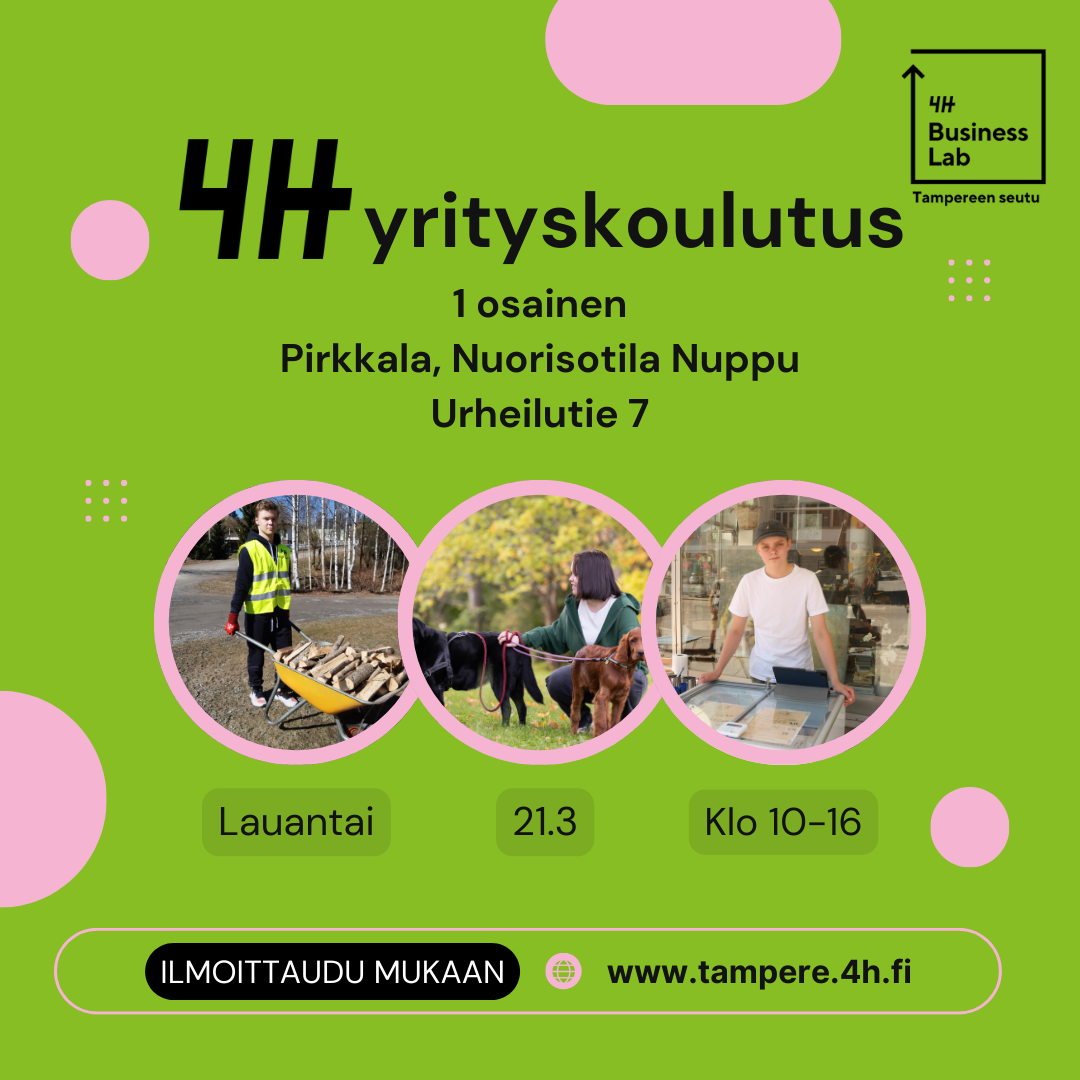 4H
Business
Lab
Tampereen seutu
4H yrityskoulutus
1 osainen
Pirkkala, Nuorisotila Nuppu
Urheilutie 7
Lauantai
21.3
Klo 10-16
ILMOITTAUDU MUKAAN
www.tampere.4h.fi